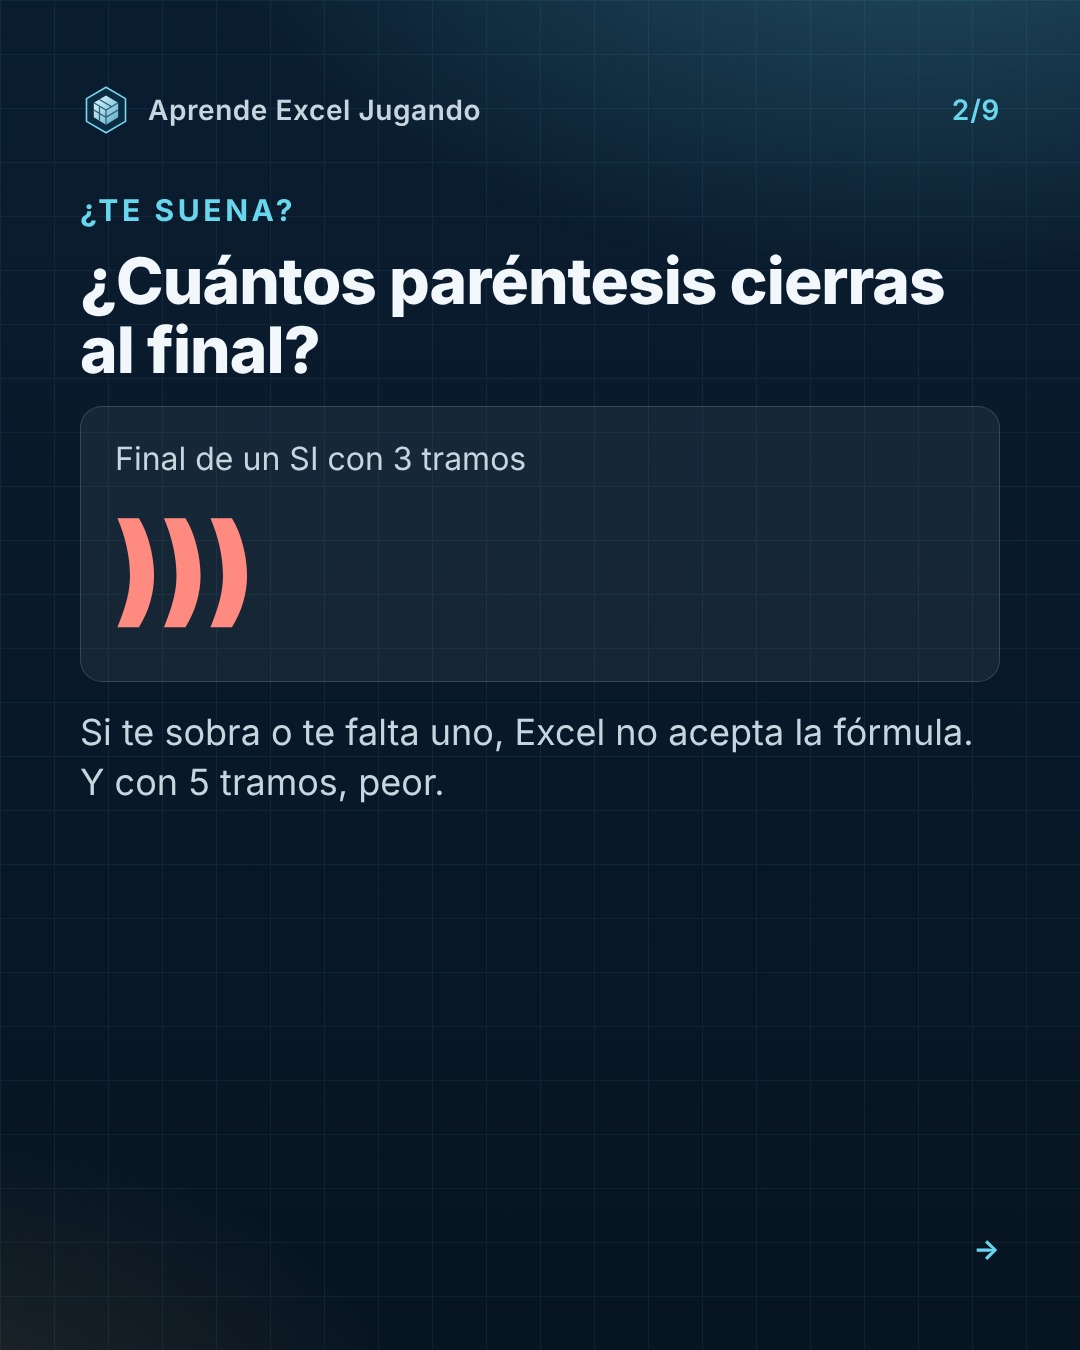 Aprende Excel Jugando
2/9
¿TE SUENA?
¿Cuántos paréntesis cierras
al final?
Final de un SI con 3 tramos
)))
Si te sobra o te falta uno, Excel no acepta la fórmula.
Y con 5 tramos, peor.
→